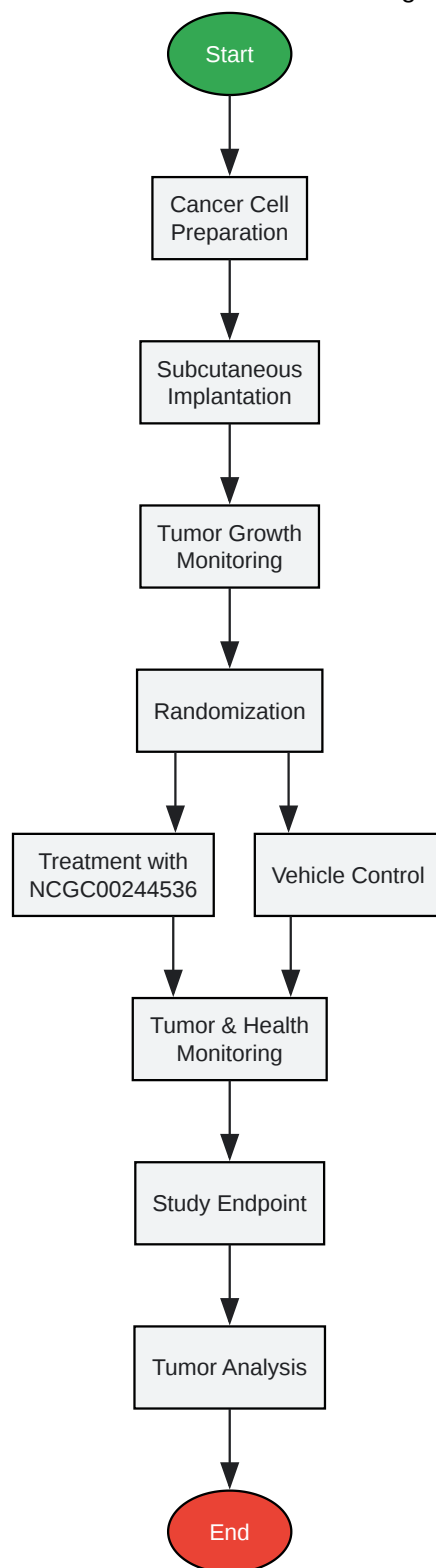 Start
Cancer Cell
Preparation
Subcutaneous
Implantation
Tumor Growth
Monitoring
Randomization
Treatment with
NCGC00244536
Vehicle Control
Tumor & Health
Monitoring
Study Endpoint
Tumor Analysis
End